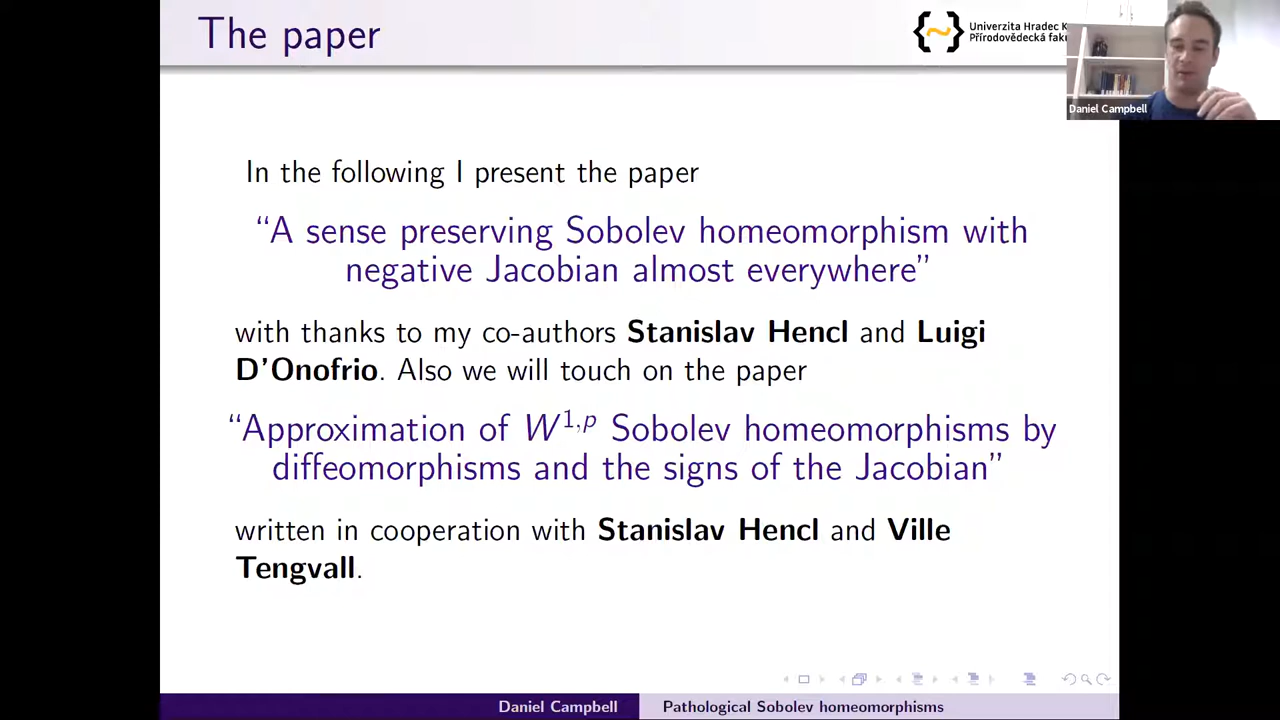 The paper
Univerzita Hradec K
Přírodovědecká fak
Daniel Campbell
In the following I present the paper
“A sense preserving Sobolev homeomorphism with
negative Jacobian almost everywhere”
with thanks to my co-authors Stanislav Hencl and Luigi
D’Onofrio. Also we will touch on the paper
“Approximation of W^{1,p} Sobolev homeomorphisms by
diffeomorphisms and the signs of the Jacobian”
written in cooperation with Stanislav Hencl and Ville
Tengvall.
Daniel Campbell
Pathological Sobolev homeomorphisms